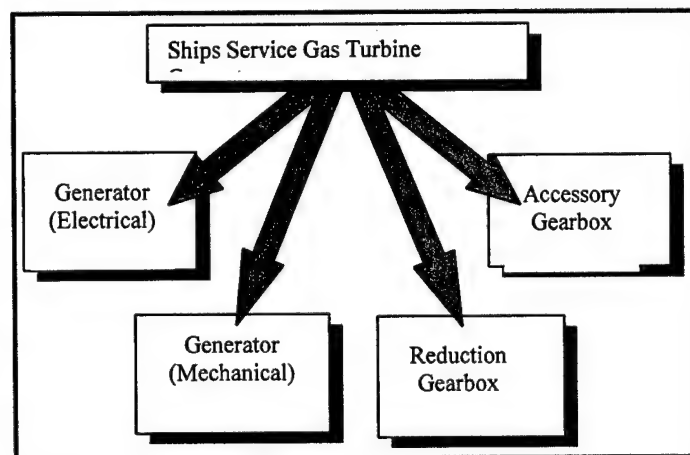 Ships Service Gas Turbine
Generator
(Electrical)
Accessory
Gearbox
Generator
(Mechanical)
Reduction
Gearbox